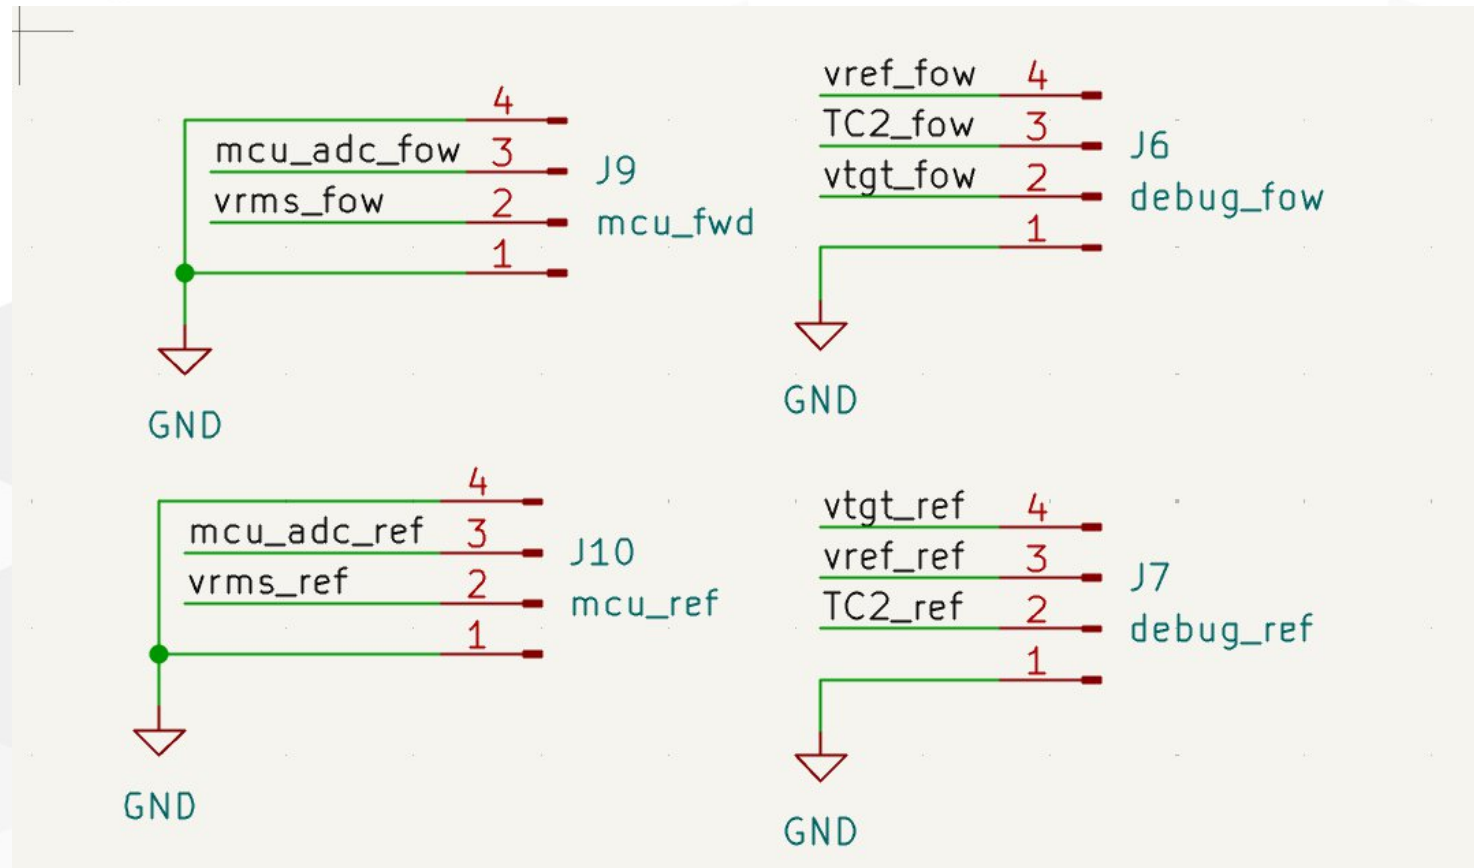 4
mcu_adc_fow 3
vrms_fow 2
1
J9
mcu_fwd
GND
vref_fow 4
TC2_fow 3
vtgt_fow 2
1
J6
debug_fow
GND
4
mcu_adc_ref 3
vrms_ref 2
1
J10
mcu_ref
GND
vtgt_ref 4
vref_ref 3
TC2_ref 2
1
J7
debug_ref
GND